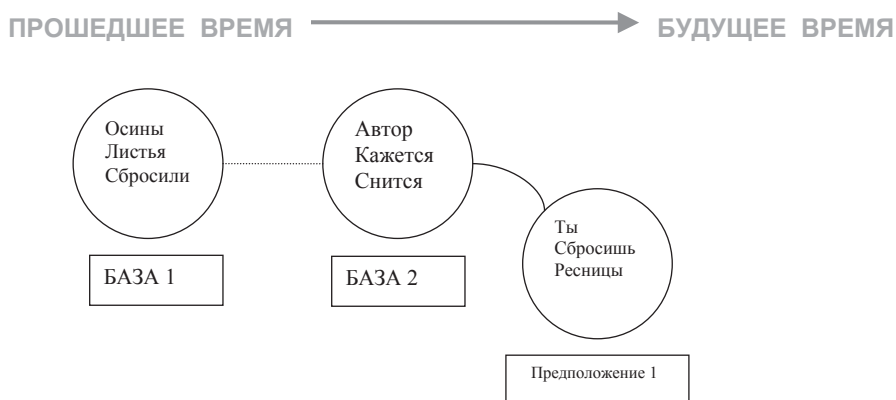 ПРОШЕДШЕЕ ВРЕМЯ БУДУЩЕЕ ВРЕМЯ
Осины
Листья
Сбросили
Автор
Кажется
Снится
Ты
Сбросишь
Ресницы
БАЗА 1
БАЗА 2
Предположение 1